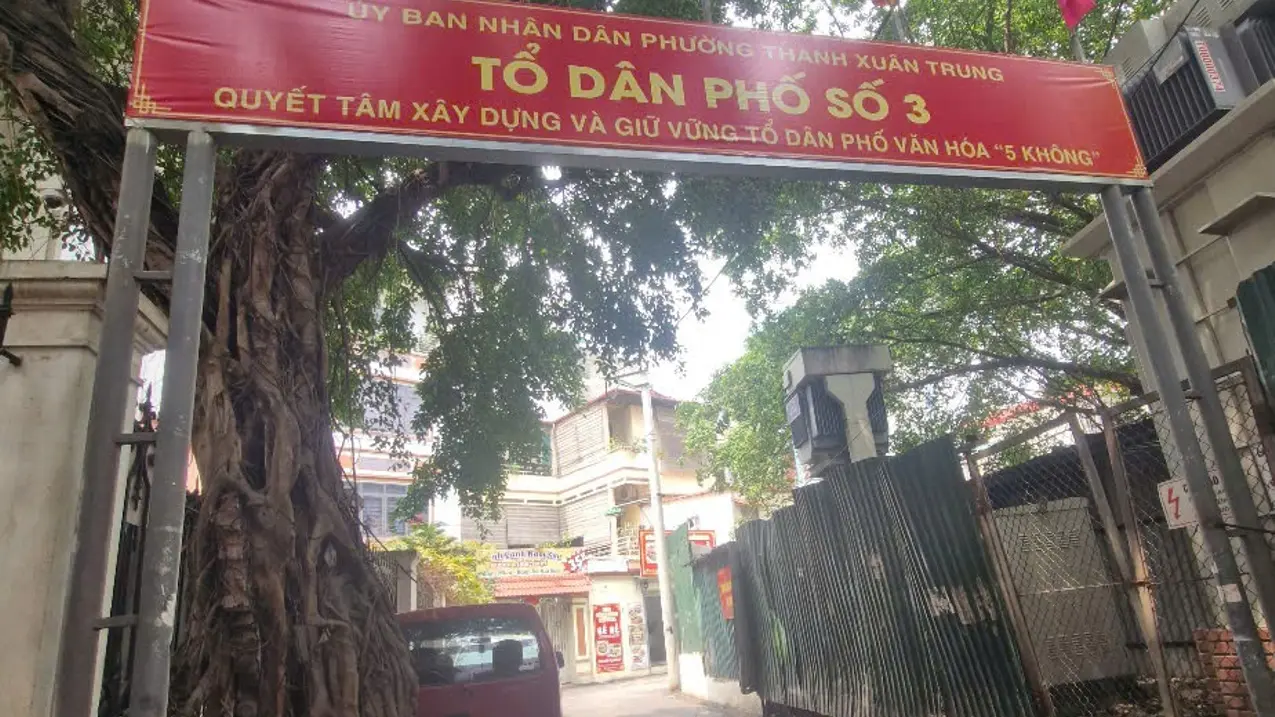 ỦY BAN NHÂN DÂN PHƯỜNG THANH XUÂN TRUNG
TỔ DÂN PHỐ SỐ 3
QUYẾT TÂM XÂY DỰNG VÀ GIỮ VỮNG TỔ DÂN PHỐ VĂN HÓA "5 KHÔNG"